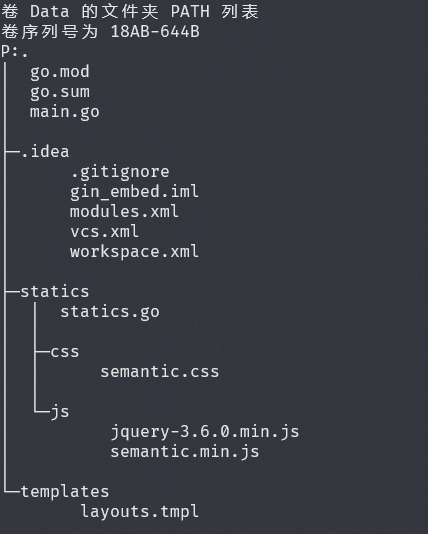 卷 Data 的文件夹 PATH 列表
卷序列号为 18AB-644B
P:.
│  go.mod
│  go.sum
│  main.go
│
├─.idea
│      .gitignore
│      gin_embed.iml
│      modules.xml
│      vcs.xml
│      workspace.xml
│
├─statics
│  │  statics.go
│  │
│  ├─css
│  │      semantic.css
│  │
│  └─js
│          jquery-3.6.0.min.js
│          semantic.min.js
│
└─templates
        layouts.tmpl